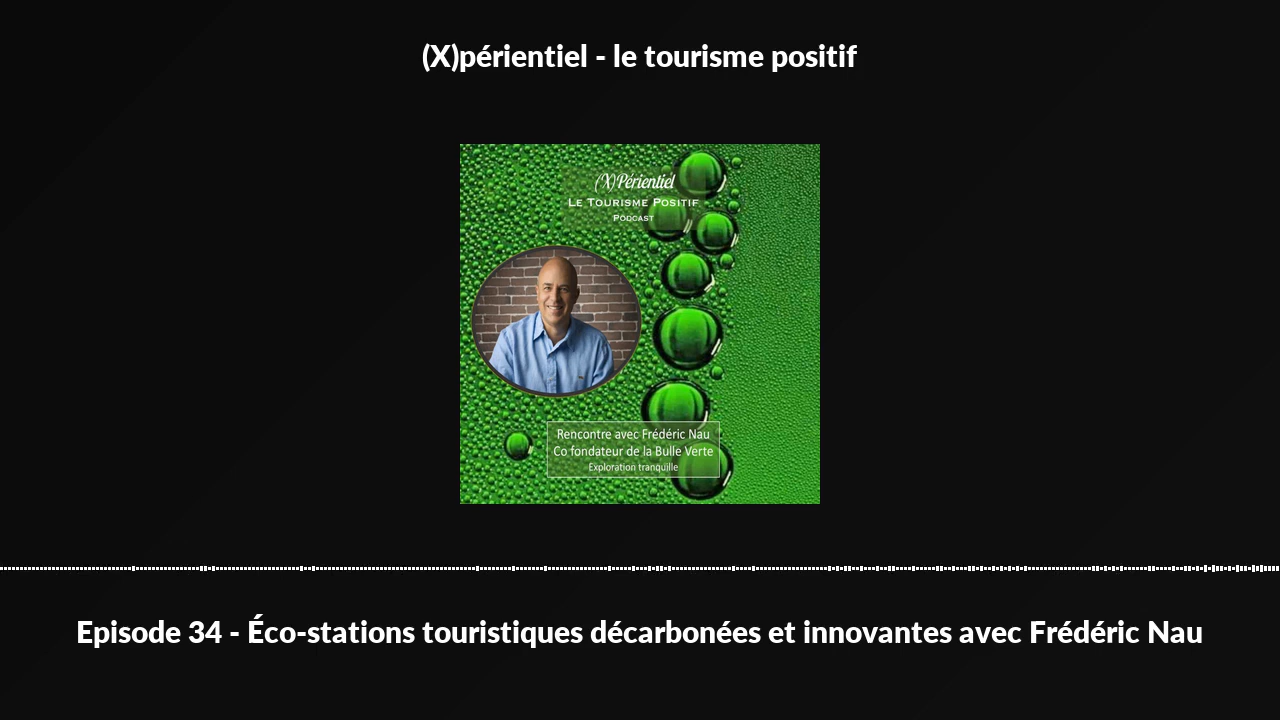 (X)périentiel - le tourisme positif
(X)Périentiel
Le Tourisme Positif
Podcast
Rencontre avec Frédéric Nau
Co fondateur de la Bulle Verte
Exploration tranquille
Episode 34 - Éco-stations touristiques décarbonées et innovantes avec Frédéric Nau